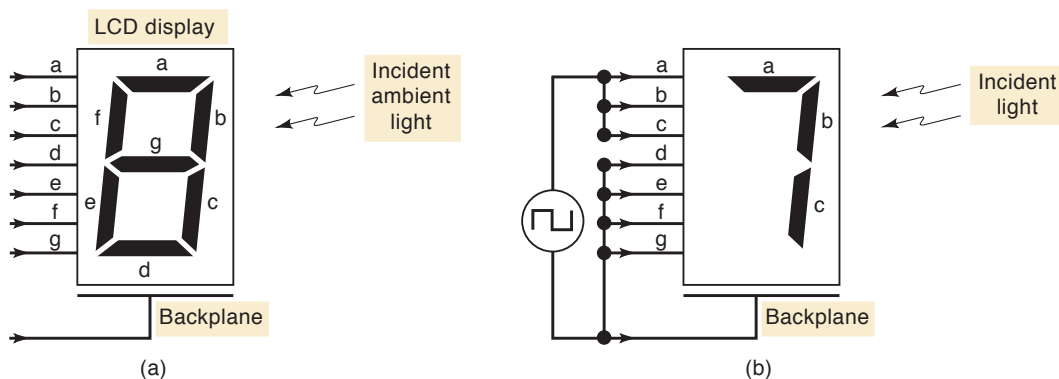 LCD display
a
b
c
d
e
f
g
a
f
b
g
e
c
d
Incident
ambient
light
Backplane
(a)
a
b
c
d
e
f
g
a
b
c
Incident
light
Backplane
(b)